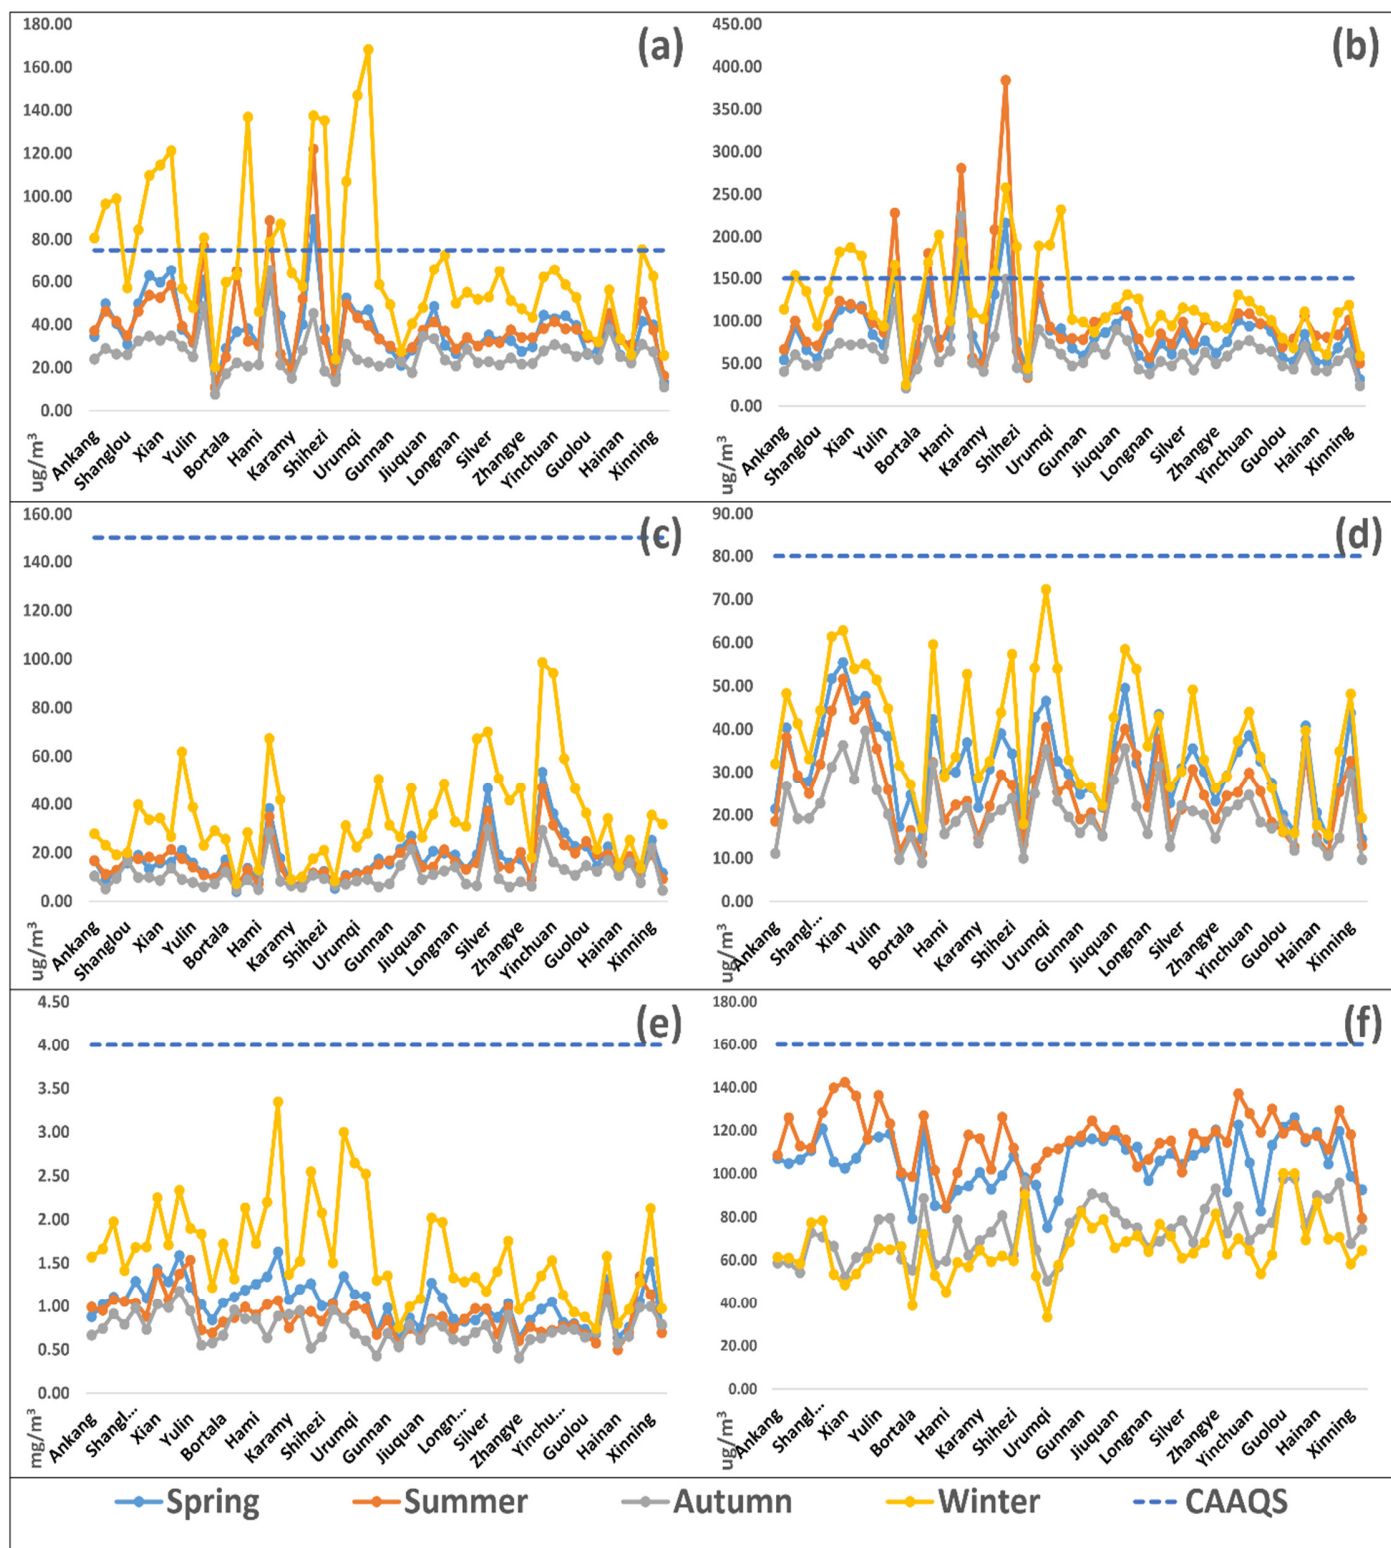 (a)
180.00
160.00
140.00
120.00
100.00
80.00
60.00
40.00
20.00
0.00
ug/m³
Ankang
Shanglou
Xian
Yulin
Bortala
Hami
Karamy
Shihezi
Urumqi
Gunnan
Jiuquan
Longnan
Silver
Zhangye
Yinchuan
Guolou
Hainan
Xinning
(b)
450.00
400.00
350.00
300.00
250.00
200.00
150.00
100.00
50.00
0.00
ug/m³
Ankang
Shanglou
Xian
Yulin
Bortala
Hami
Karamy
Shihezi
Urumqi
Gunnan
Jiuquan
Longnan
Silver
Zhangye
Yinchuan
Guolou
Hainan
Xinning
(c)
160.00
140.00
120.00
100.00
80.00
60.00
40.00
20.00
0.00
ug/m³
Ankang
Shanglou
Xian
Yulin
Bortala
Hami
Karamy
Shihezi
Urumqi
Gunnan
Jiuquan
Longnan
Silver
Zhangye
Yinchuan
Guolou
Hainan
Xinning
(d)
90.00
80.00
70.00
60.00
50.00
40.00
30.00
20.00
10.00
0.00
ug/m³
Ankang
Shangl...
Xian
Yulin
Bortala
Hami
Karamy
Shihezi
Urumqi
Gunnan
Jiuquan
Longnan
Silver
Zhangye
Yinchuan
Guolou
Hainan
Xinning
(e)
4.50
4.00
3.50
3.00
2.50
2.00
1.50
1.00
0.50
0.00
mg/m³
Ankang
Shangl...
Xian
Yulin
Bortala
Hami
Karamy
Shihezi
Urumqi
Gunnan
Jiuquan
Longn...
Silver
Zhangye
Yinchu...
Guolou
Hainan
Xinning
(f)
180.00
160.00
140.00
120.00
100.00
80.00
60.00
40.00
20.00
0.00
ug/m³
Ankang
Shangl...
Xian
Yulin
Bortala
Hami
Karamy
Shihezi
Urumqi
Gunnan
Jiuquan
Longnan
Silver
Zhangye
Yinchuan
Guolou
Hainan
Xinning
Spring Summer Autumn Winter CAAQS